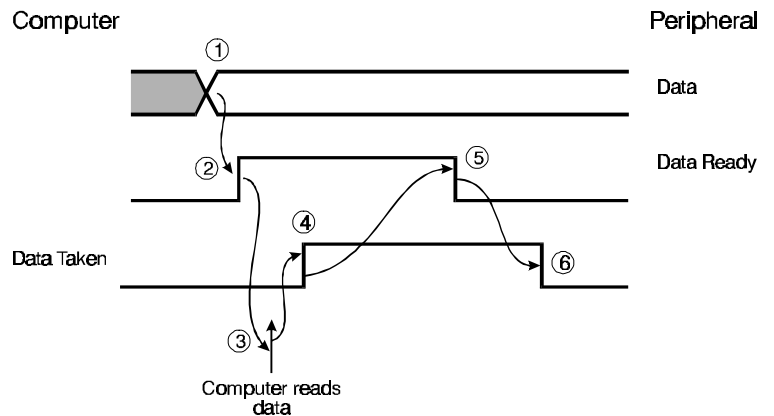 Computer
Peripheral
①
Data
②
⑤
Data Ready
④
Data Taken
⑥
③
Computer reads
data